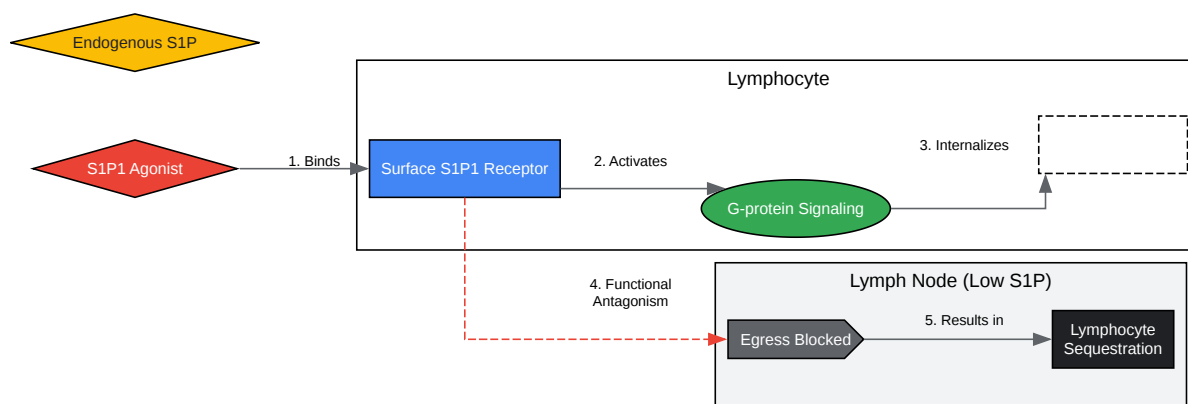 Endogenous S1P
Lymphocyte
S1P1 Agonist
1. Binds
Surface S1P1 Receptor
2. Activates
G-protein Signaling
3. Internalizes
4. Functional
Antagonism
Lymph Node (Low S1P)
Egress Blocked
5. Results in
Lymphocyte
Sequestration